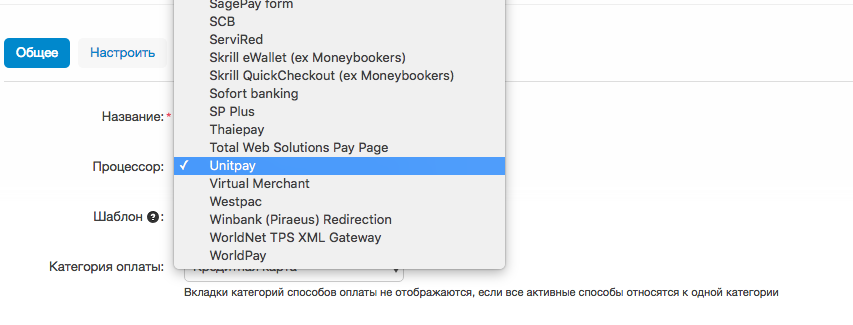 SagePay form
SCB
ServiRed
Общее
Настроить
Skrill eWallet (ex Moneybookers)
Skrill QuickCheckout (ex Moneybookers)
Sofort banking
Название:*
SP Plus
Thaiepay
Total Web Solutions Pay Page
Процессор:
✓ Unitpay
Virtual Merchant
Westpac
Шаблон ?:
Winbank (Piraeus) Redirection
WorldNet TPS XML Gateway
WorldPay
Категория оплаты:
Кредитная карта
Вкладки категорий способов оплаты не отображаются, если все активные способы относятся к одной категории